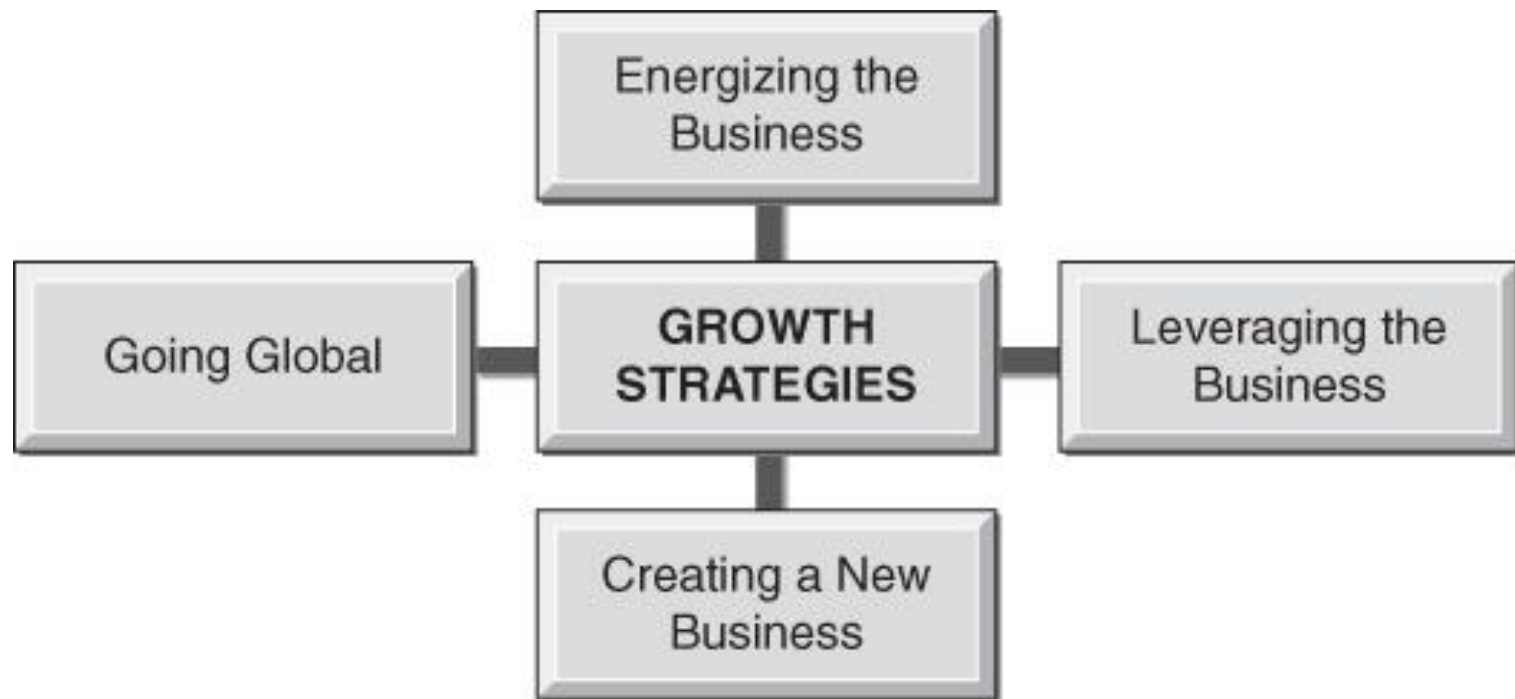 Energizing the
Business
Going Global
GROWTH
STRATEGIES
Leveraging the
Business
Creating a New
Business